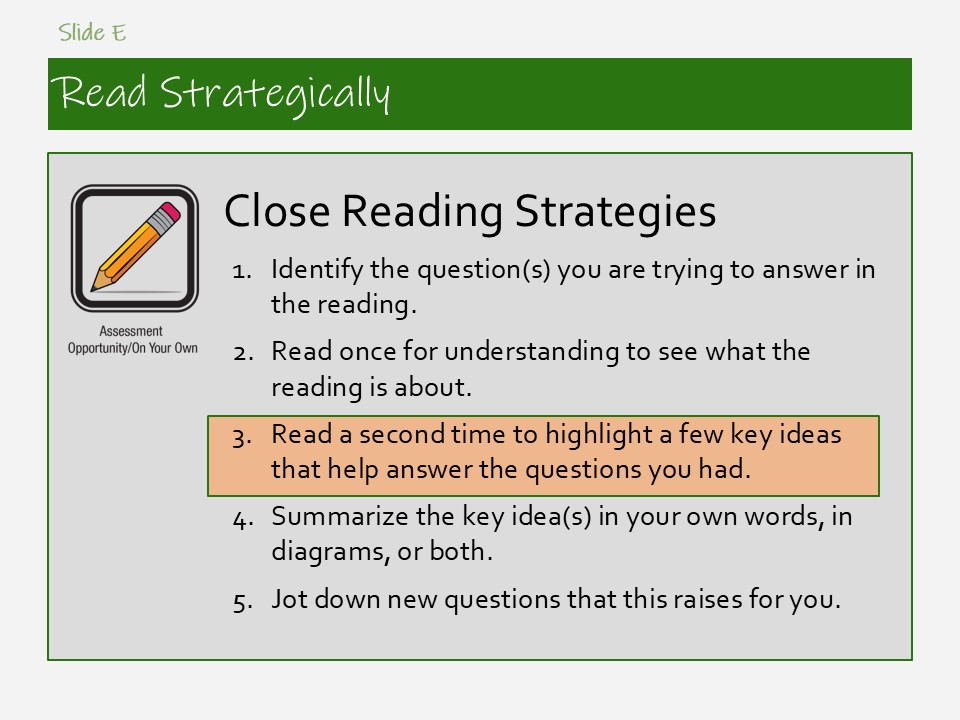 Slide E
Read Strategically
Close Reading Strategies
1. Identify the question(s) you are trying to answer in
the reading.
Assessment
Opportunity/On Your Own
2. Read once for understanding to see what the
reading is about.
3. Read a second time to highlight a few key ideas
that help answer the questions you had.
4. Summarize the key idea(s) in your own words, in
diagrams, or both.
5. Jot down new questions that this raises for you.